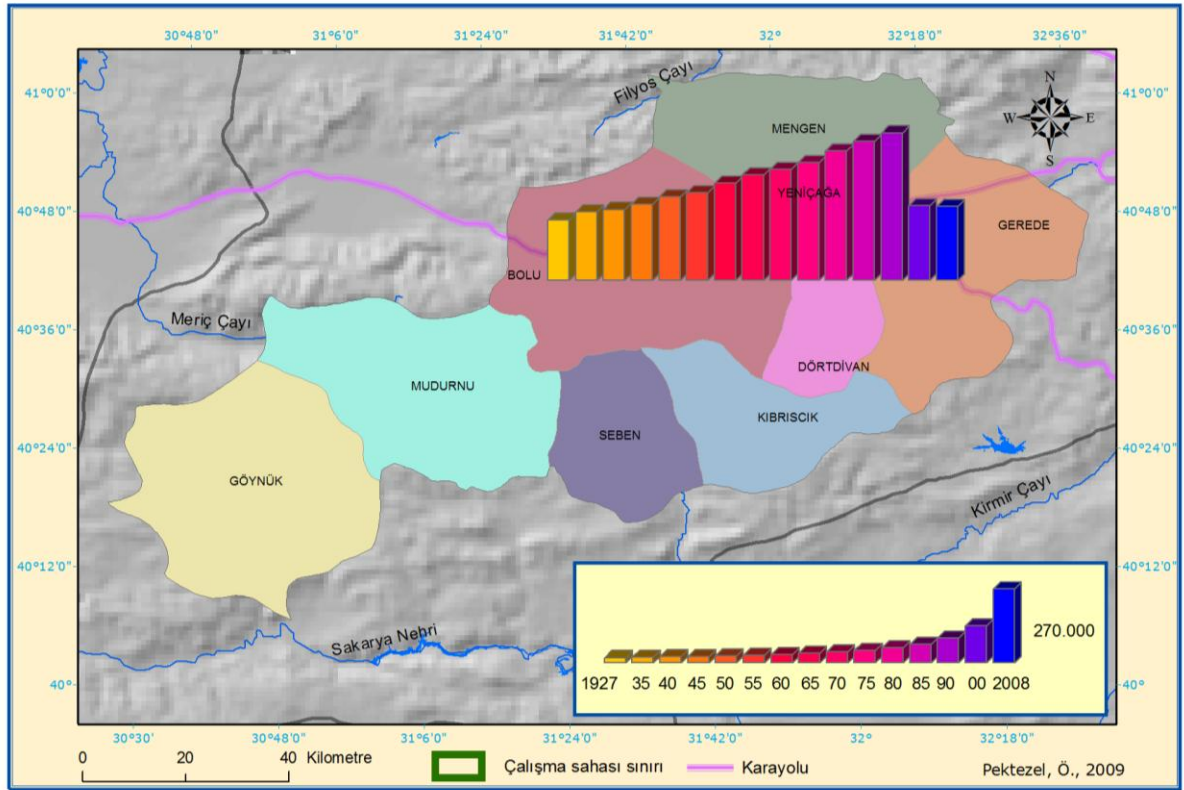 30°48'0" 31°6'0" 31°24'0" 31°42'0" 32°0' 32°18'0" 32°36'0"
41°0'0" Filyos Çayı N 41°0'0"
MENGEN W E
S
YENİÇAĞA
40°48'0" GEREDE 40°48'0"
BOLU
Meriç Çayı
40°36'0" 40°36'0"
DÖRTDİVAN
MUDURNU
KIBRISCIK
SEBEN
40°24'0" 40°24'0"
GÖYNÜK
Kirmir Çayı
40°12'0" 40°12'0"
270.000
Sakarya Nehri
1927 35 40 45 50 55 60 65 70 75 80 85 90 00 2008
40° 40°
30°30' 30°48'0" 31°6'0" 31°24'0" 31°42'0" 32°0' 32°18'0"
0 20 40 Kilometre
Çalışma sahası sınırı Karayolu Pektezel, Ö., 2009